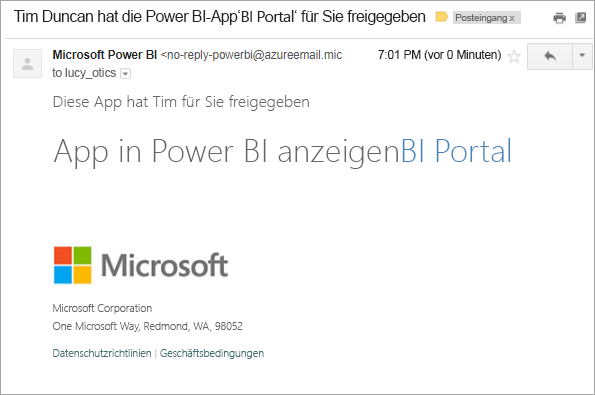 Tim Duncan hat die Power BI-App‘BI Portal‘ für Sie freigegeben Posteingang x
Microsoft Power BI <no-reply-powerbi@azureemail.mic 7:01 PM (vor 0 Minuten)
to lucy_otics
Diese App hat Tim für Sie freigegeben
App in Power BI anzeigenBI Portal
Microsoft
Microsoft Corporation
One Microsoft Way, Redmond, WA, 98052
Datenschutzrichtlinien | Geschäftsbedingungen